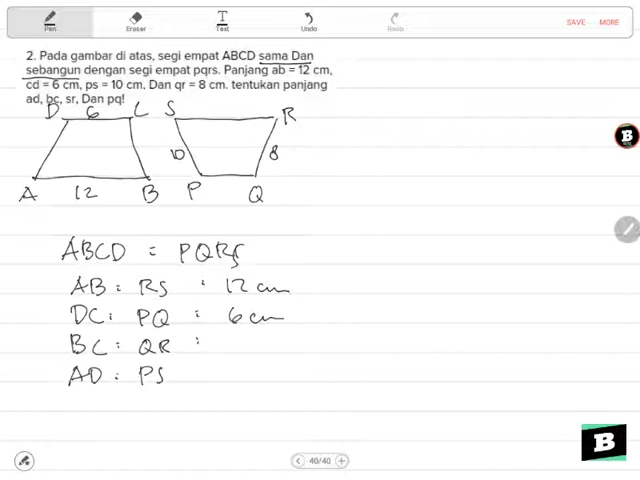 Pen
Eraser
Text
Undo
Redo
SAVE
MORE
2. Pada gambar di atas, segi empat ABCD sama Dan
sebangun dengan segi empat pqrs. Panjang ab = 12 cm,
cd = 6 cm, ps = 10 cm, Dan qr = 8 cm. tentukan panjang
ad, bc, sr, Dan pq!
D 6 C S R
10 8
A 12 B P Q
ABCD = PQRS
AB = RS = 12 cm
DC = PQ = 6 cm
BC = QR =
AD = PS
40/40
B
B